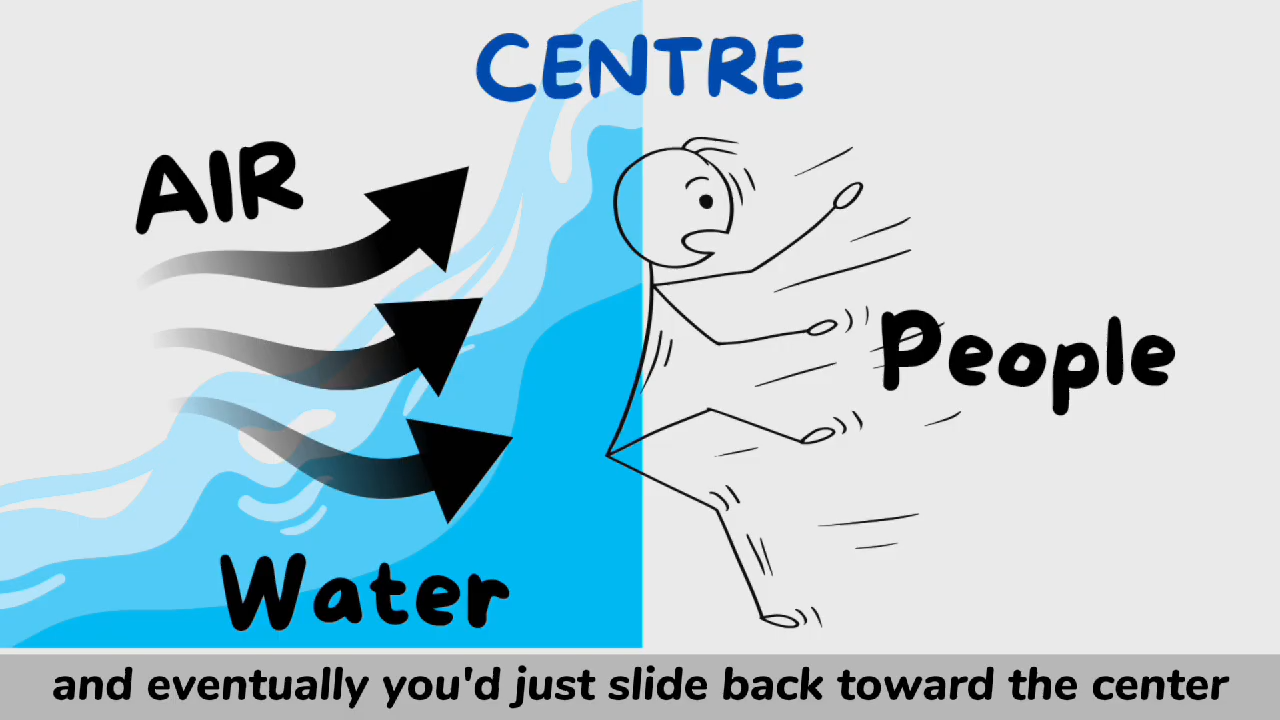 CENTRE
AIR
People
Water
and eventually you'd just slide back toward the center